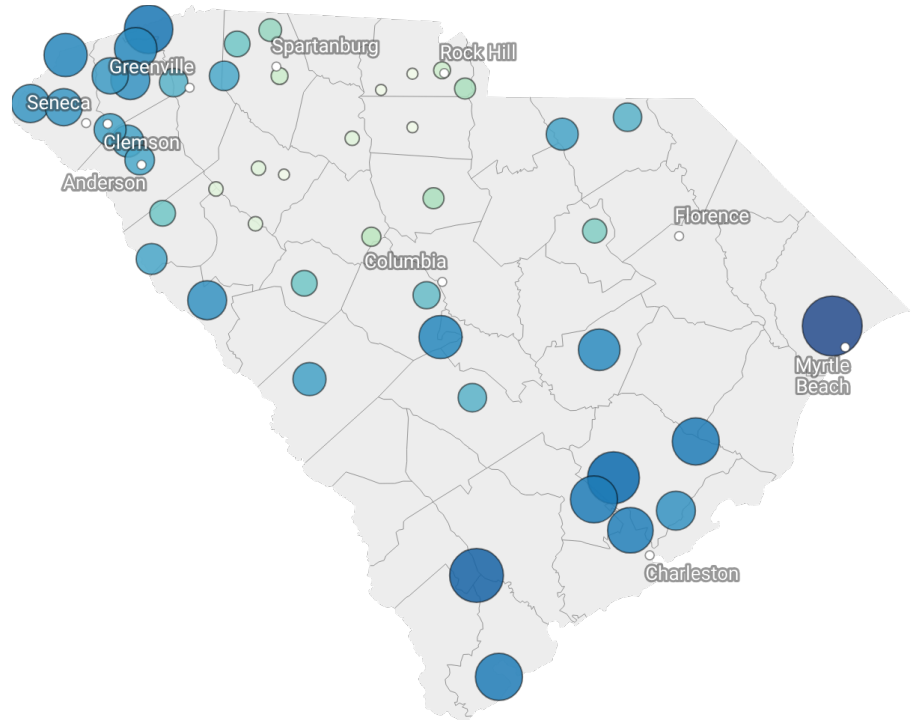 Spartanburg
Rock Hill
Greenville
Seneca
Clemson
Anderson
Florence
Columbia
Myrtle
Beach
Charleston